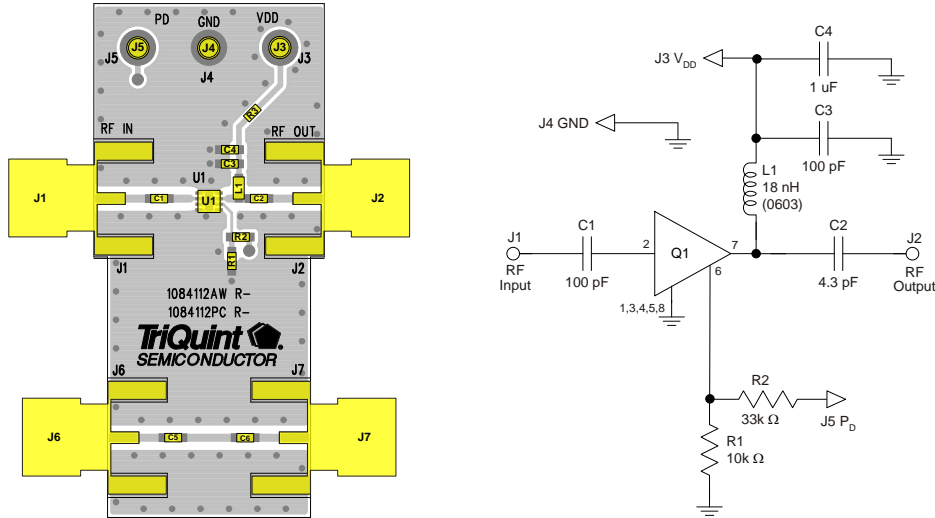 PD
GND
VDD
J5
J4
J3
J5
J4
J3
R3
RF IN
RF OUT
C4
C3
U1
L1
J1
C1
U1
C2
J2
R2
R1
J1
J2
1084112AW R-
1084112PC R-
TriQuint
SEMICONDUCTOR
J6
J7
J6
C5
C6
J7
C4
J3 VDD
1 uF
C3
J4 GND
100 pF
L1
18 nH
(0603)
J1
C1
2
Q1
7
C2
J2
RF
Input
100 pF
6
4.3 pF
RF
Output
1,3,4,5,8
R2
33k Ω
J5 PD
R1
10k Ω